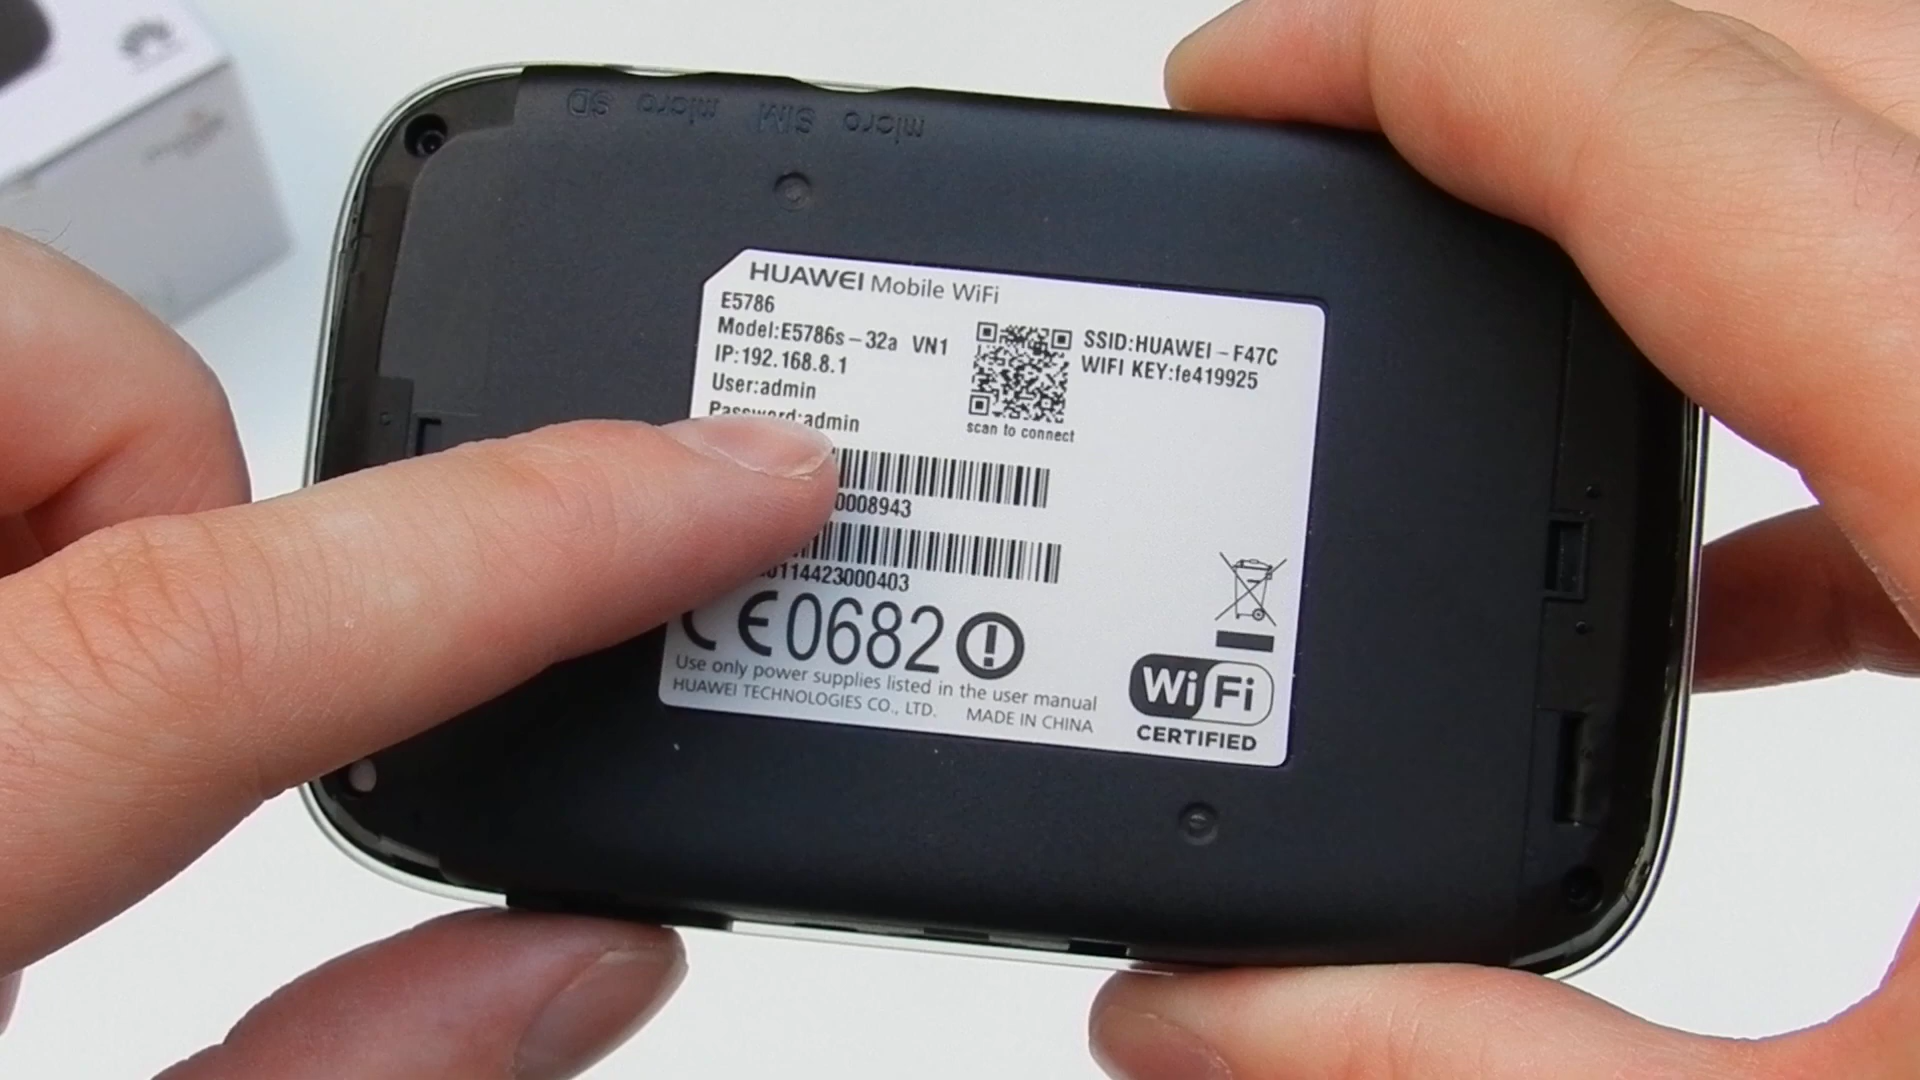 micro SIM micro SD
HUAWEI Mobile WiFi
E5786
Model:E5786s-32a VN1
IP:192.168.8.1
User:admin
Password:admin
SSID:HUAWEI-F47C
WIFI KEY:fe419925
scan to connect
0008943
0114423000403
CE0682
Use only power supplies listed in the user manual
HUAWEI TECHNOLOGIES CO., LTD. MADE IN CHINA
Wi Fi
CERTIFIED